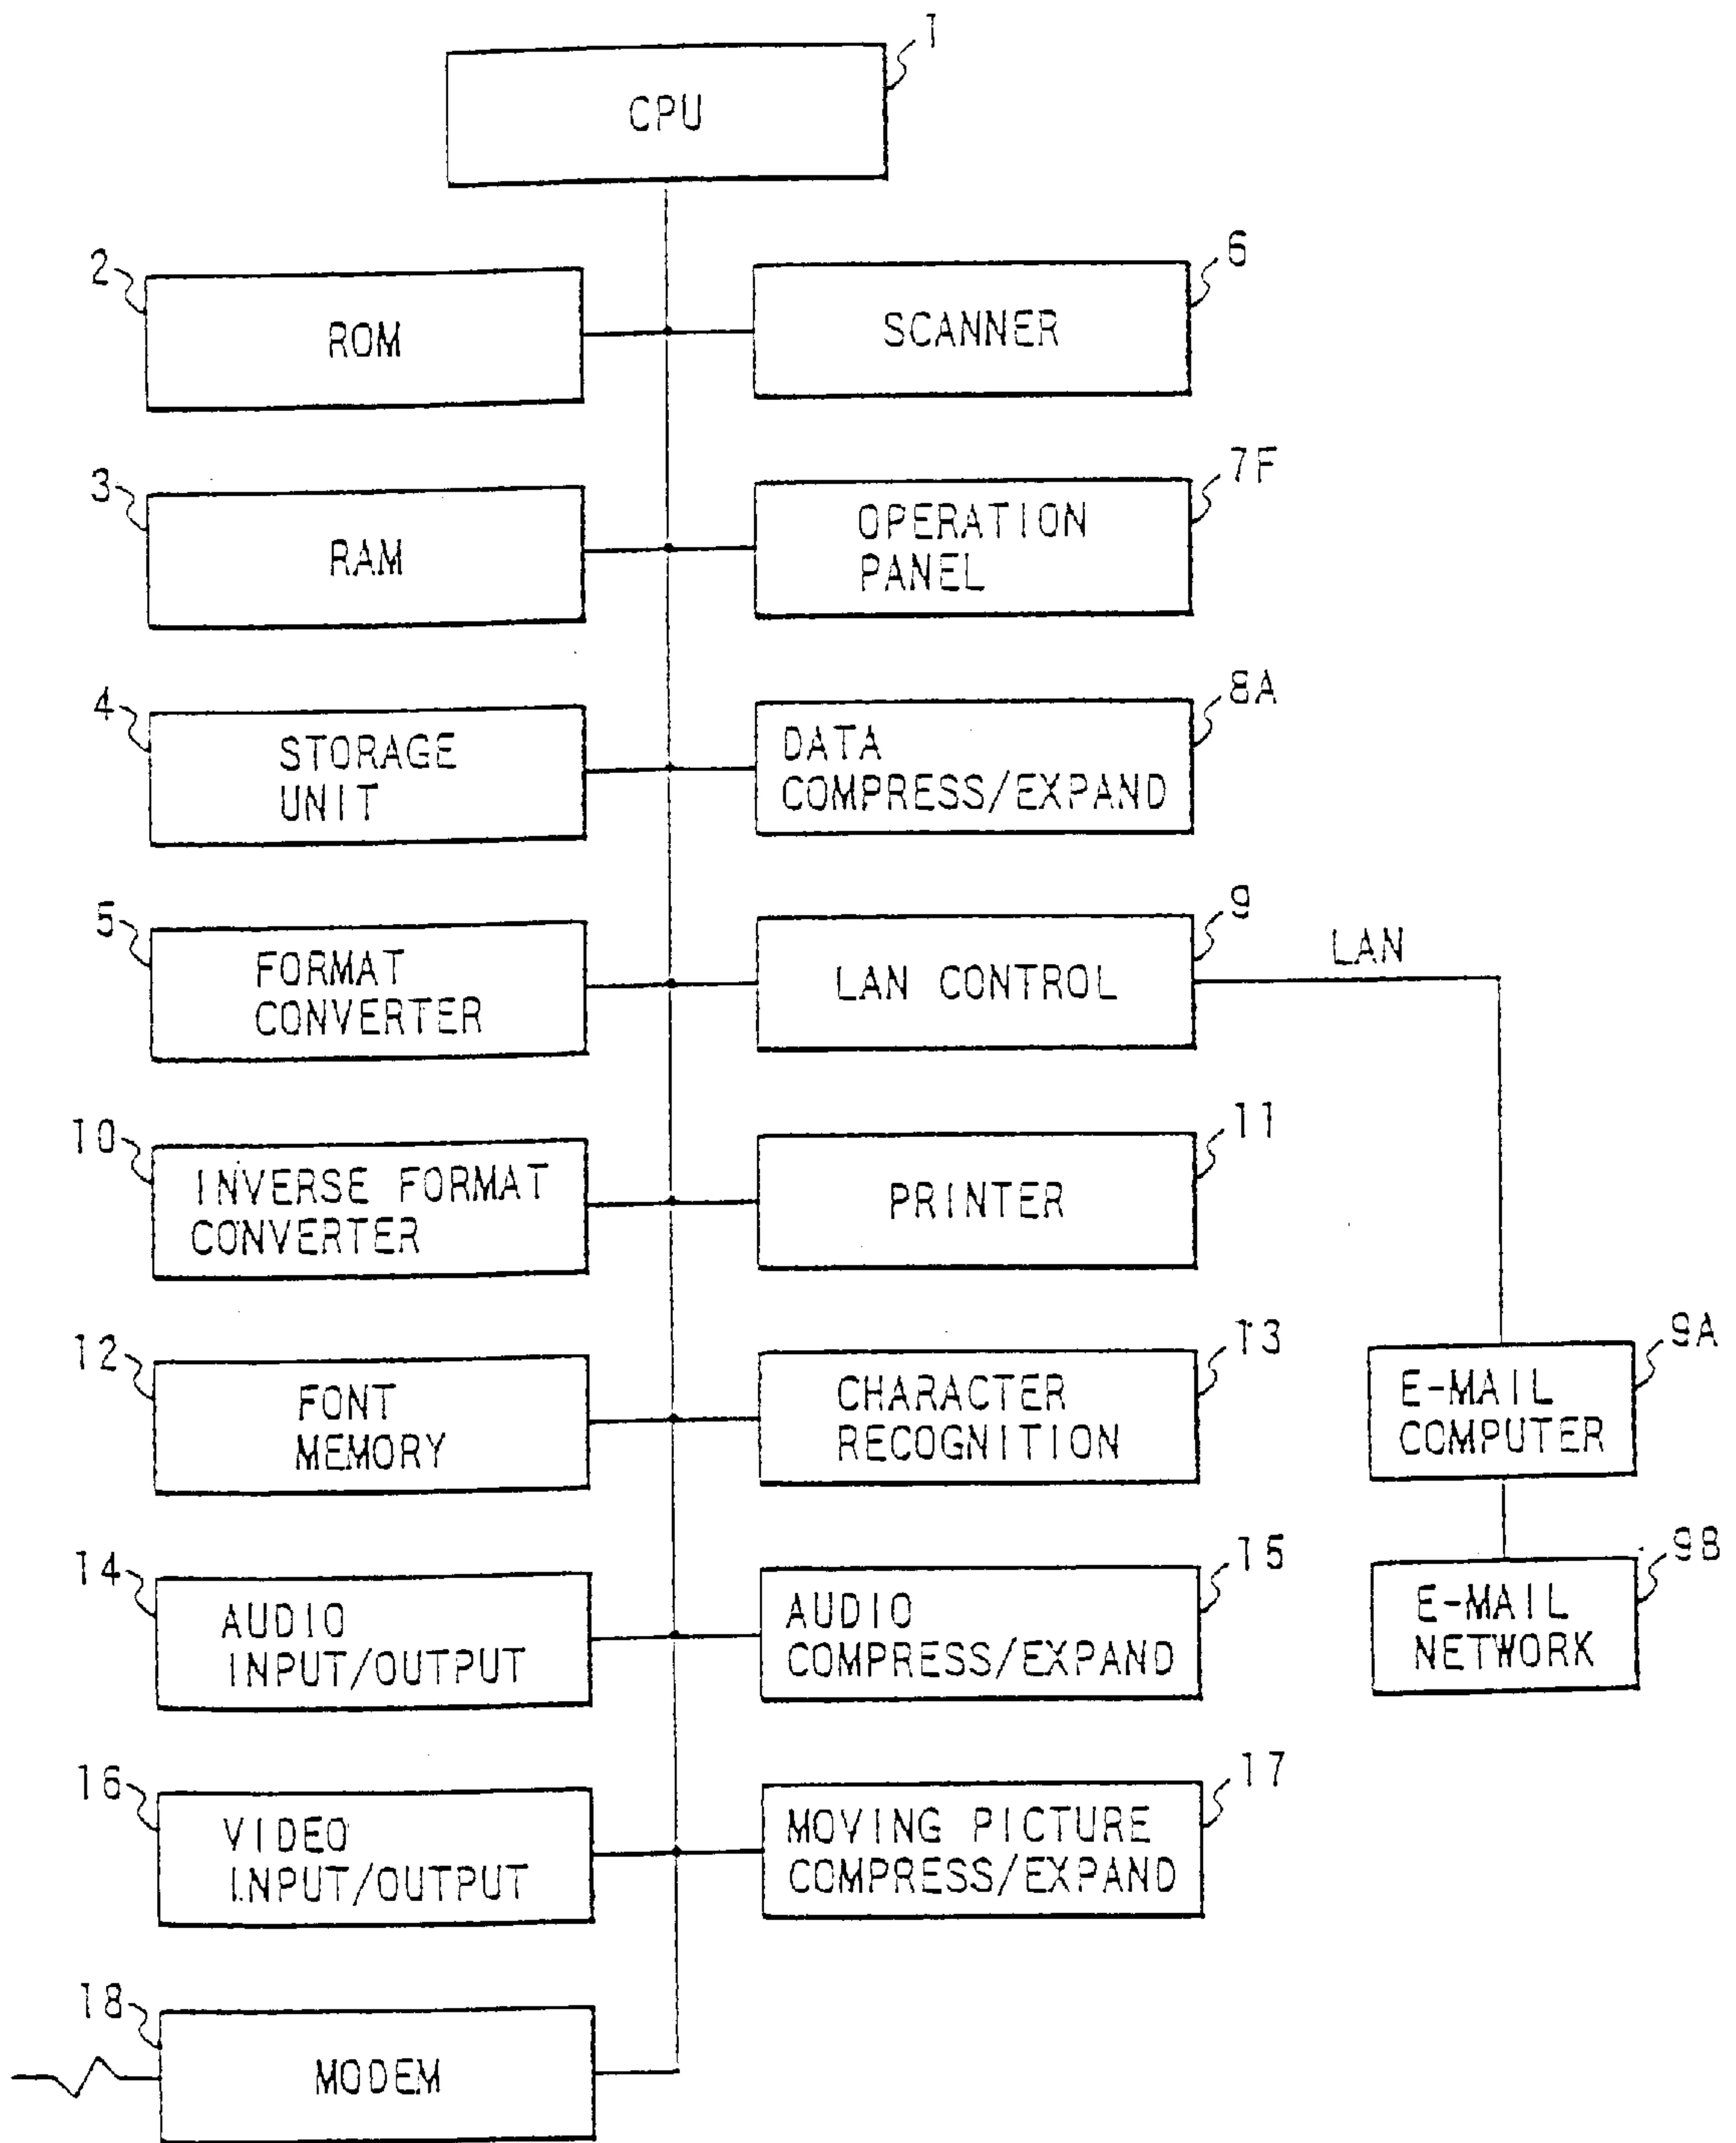 1
CPU
2
ROM
6
SCANNER
3
RAM
7F
OPERATION
PANEL
4
STORAGE
UNIT
8A
DATA
COMPRESS/EXPAND
5
FORMAT
CONVERTER
9
LAN CONTROL
LAN
10
INVERSE FORMAT
CONVERTER
11
PRINTER
12
FONT
MEMORY
13
CHARACTER
RECOGNITION
9A
E-MAIL
COMPUTER
14
AUDIO
INPUT/OUTPUT
15
AUDIO
COMPRESS/EXPAND
9B
E-MAIL
NETWORK
16
VIDEO
INPUT/OUTPUT
17
MOVING PICTURE
COMPRESS/EXPAND
18
MODEM